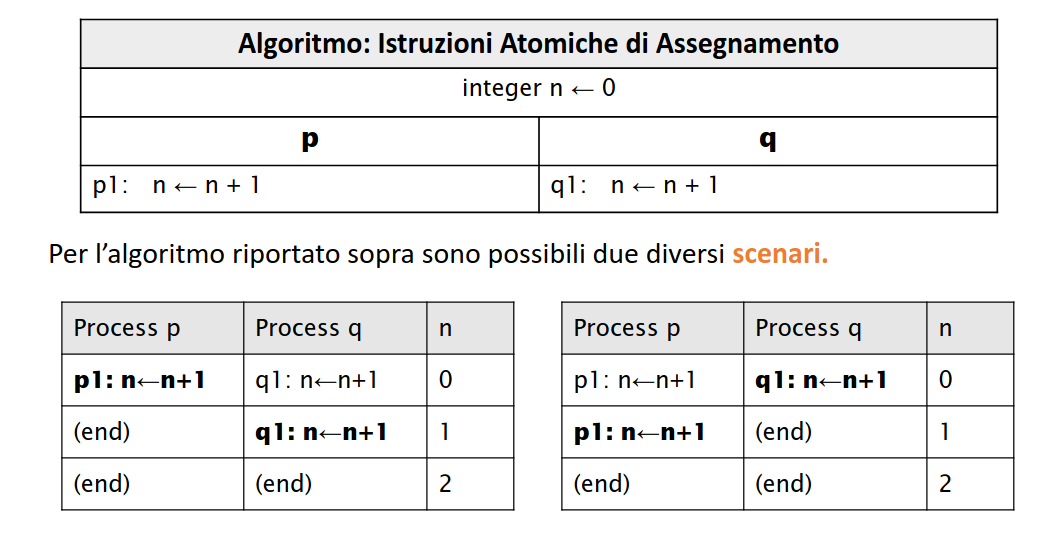 Algoritmo: Istruzioni Atomiche di Assegnamento
integer n ← 0
p q
p1: n ← n + 1 q1: n ← n + 1
Per l’algoritmo riportato sopra sono possibili due diversi scenari.
Process p Process q n
p1: n←n+1 q1: n←n+1 0
(end) q1: n←n+1 1
(end) (end) 2
Process p Process q n
p1: n←n+1 q1: n←n+1 0
p1: n←n+1 (end) 1
(end) (end) 2